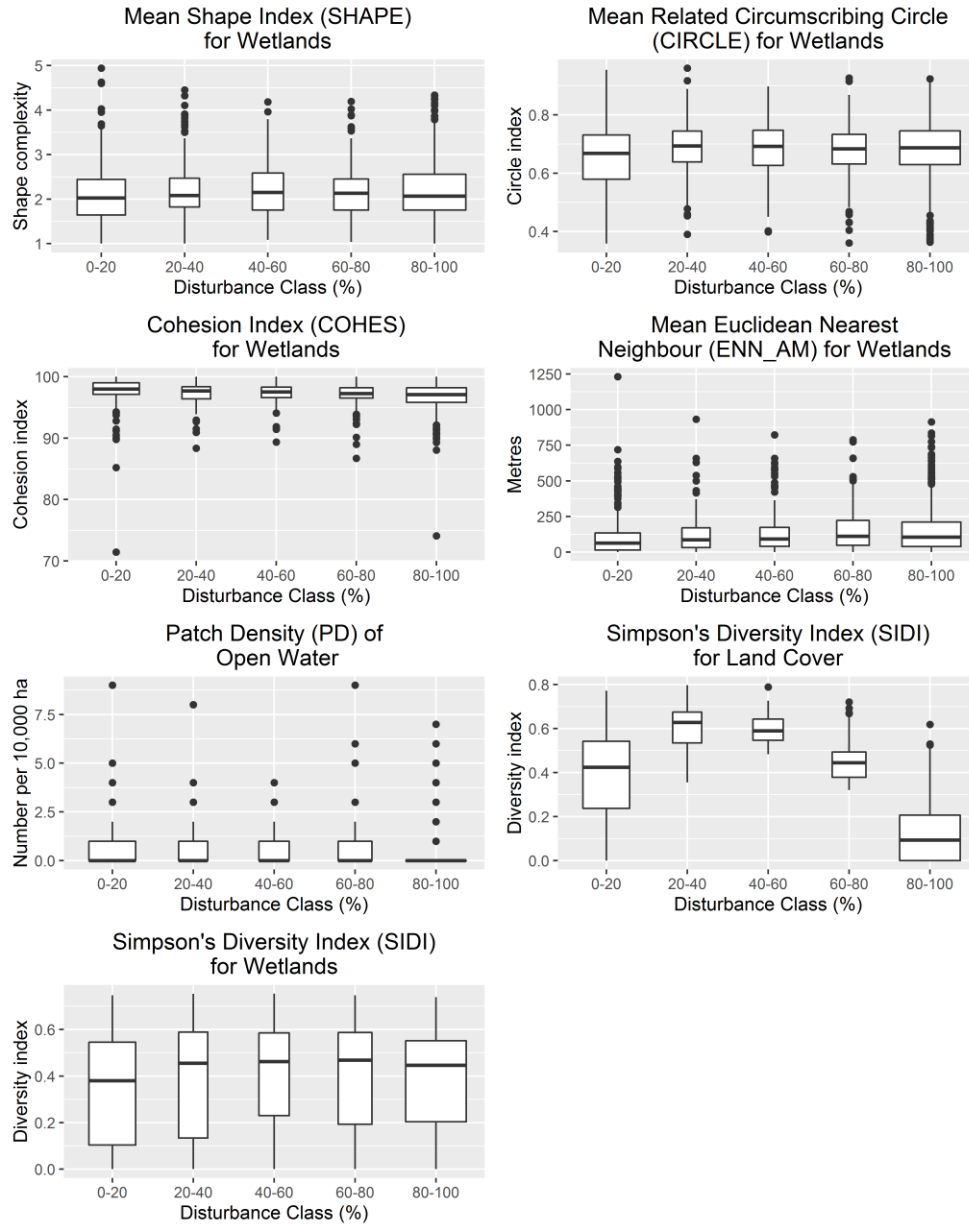 Mean Shape Index (SHAPE)
for Wetlands
Shape complexity
5
4
3
2
1
0-20 20-40 40-60 60-80 80-100
Disturbance Class (%)
Mean Related Circumscribing Circle
(CIRCLE) for Wetlands
Circle index
0.8
0.6
0.4
0-20 20-40 40-60 60-80 80-100
Disturbance Class (%)
Cohesion Index (COHES)
for Wetlands
Cohesion index
100
90
80
70
0-20 20-40 40-60 60-80 80-100
Disturbance Class (%)
Mean Euclidean Nearest
Neighbour (ENN_AM) for Wetlands
Metres
1250
1000
750
500
250
0
0-20 20-40 40-60 60-80 80-100
Disturbance Class (%)
Patch Density (PD) of
Open Water
Number per 10,000 ha
7.5
5.0
2.5
0.0
0-20 20-40 40-60 60-80 80-100
Disturbance Class (%)
Simpson's Diversity Index (SIDI)
for Land Cover
Diversity index
0.8
0.6
0.4
0.2
0.0
0-20 20-40 40-60 60-80 80-100
Disturbance Class (%)
Simpson's Diversity Index (SIDI)
for Wetlands
Diversity index
0.6
0.4
0.2
0.0
0-20 20-40 40-60 60-80 80-100
Disturbance Class (%)